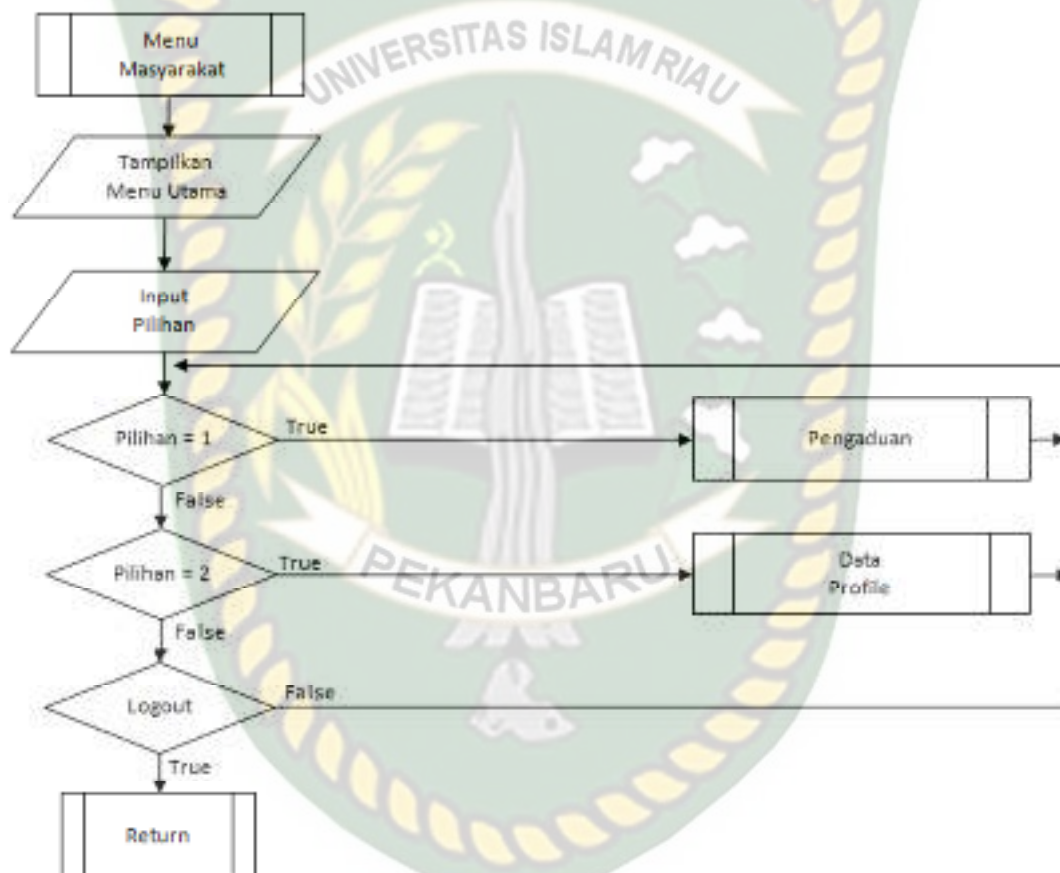 Menu
Masyarakat
UNIVERSITAS ISLAM RIAU
Tampilkan
Menu Utama
Input
Pilihan
Pilihan = 1
True
Pengaduan
False
Pilihan = 2
True
PEKANBARU
Data
Profile
False
Logout
False
True
Return